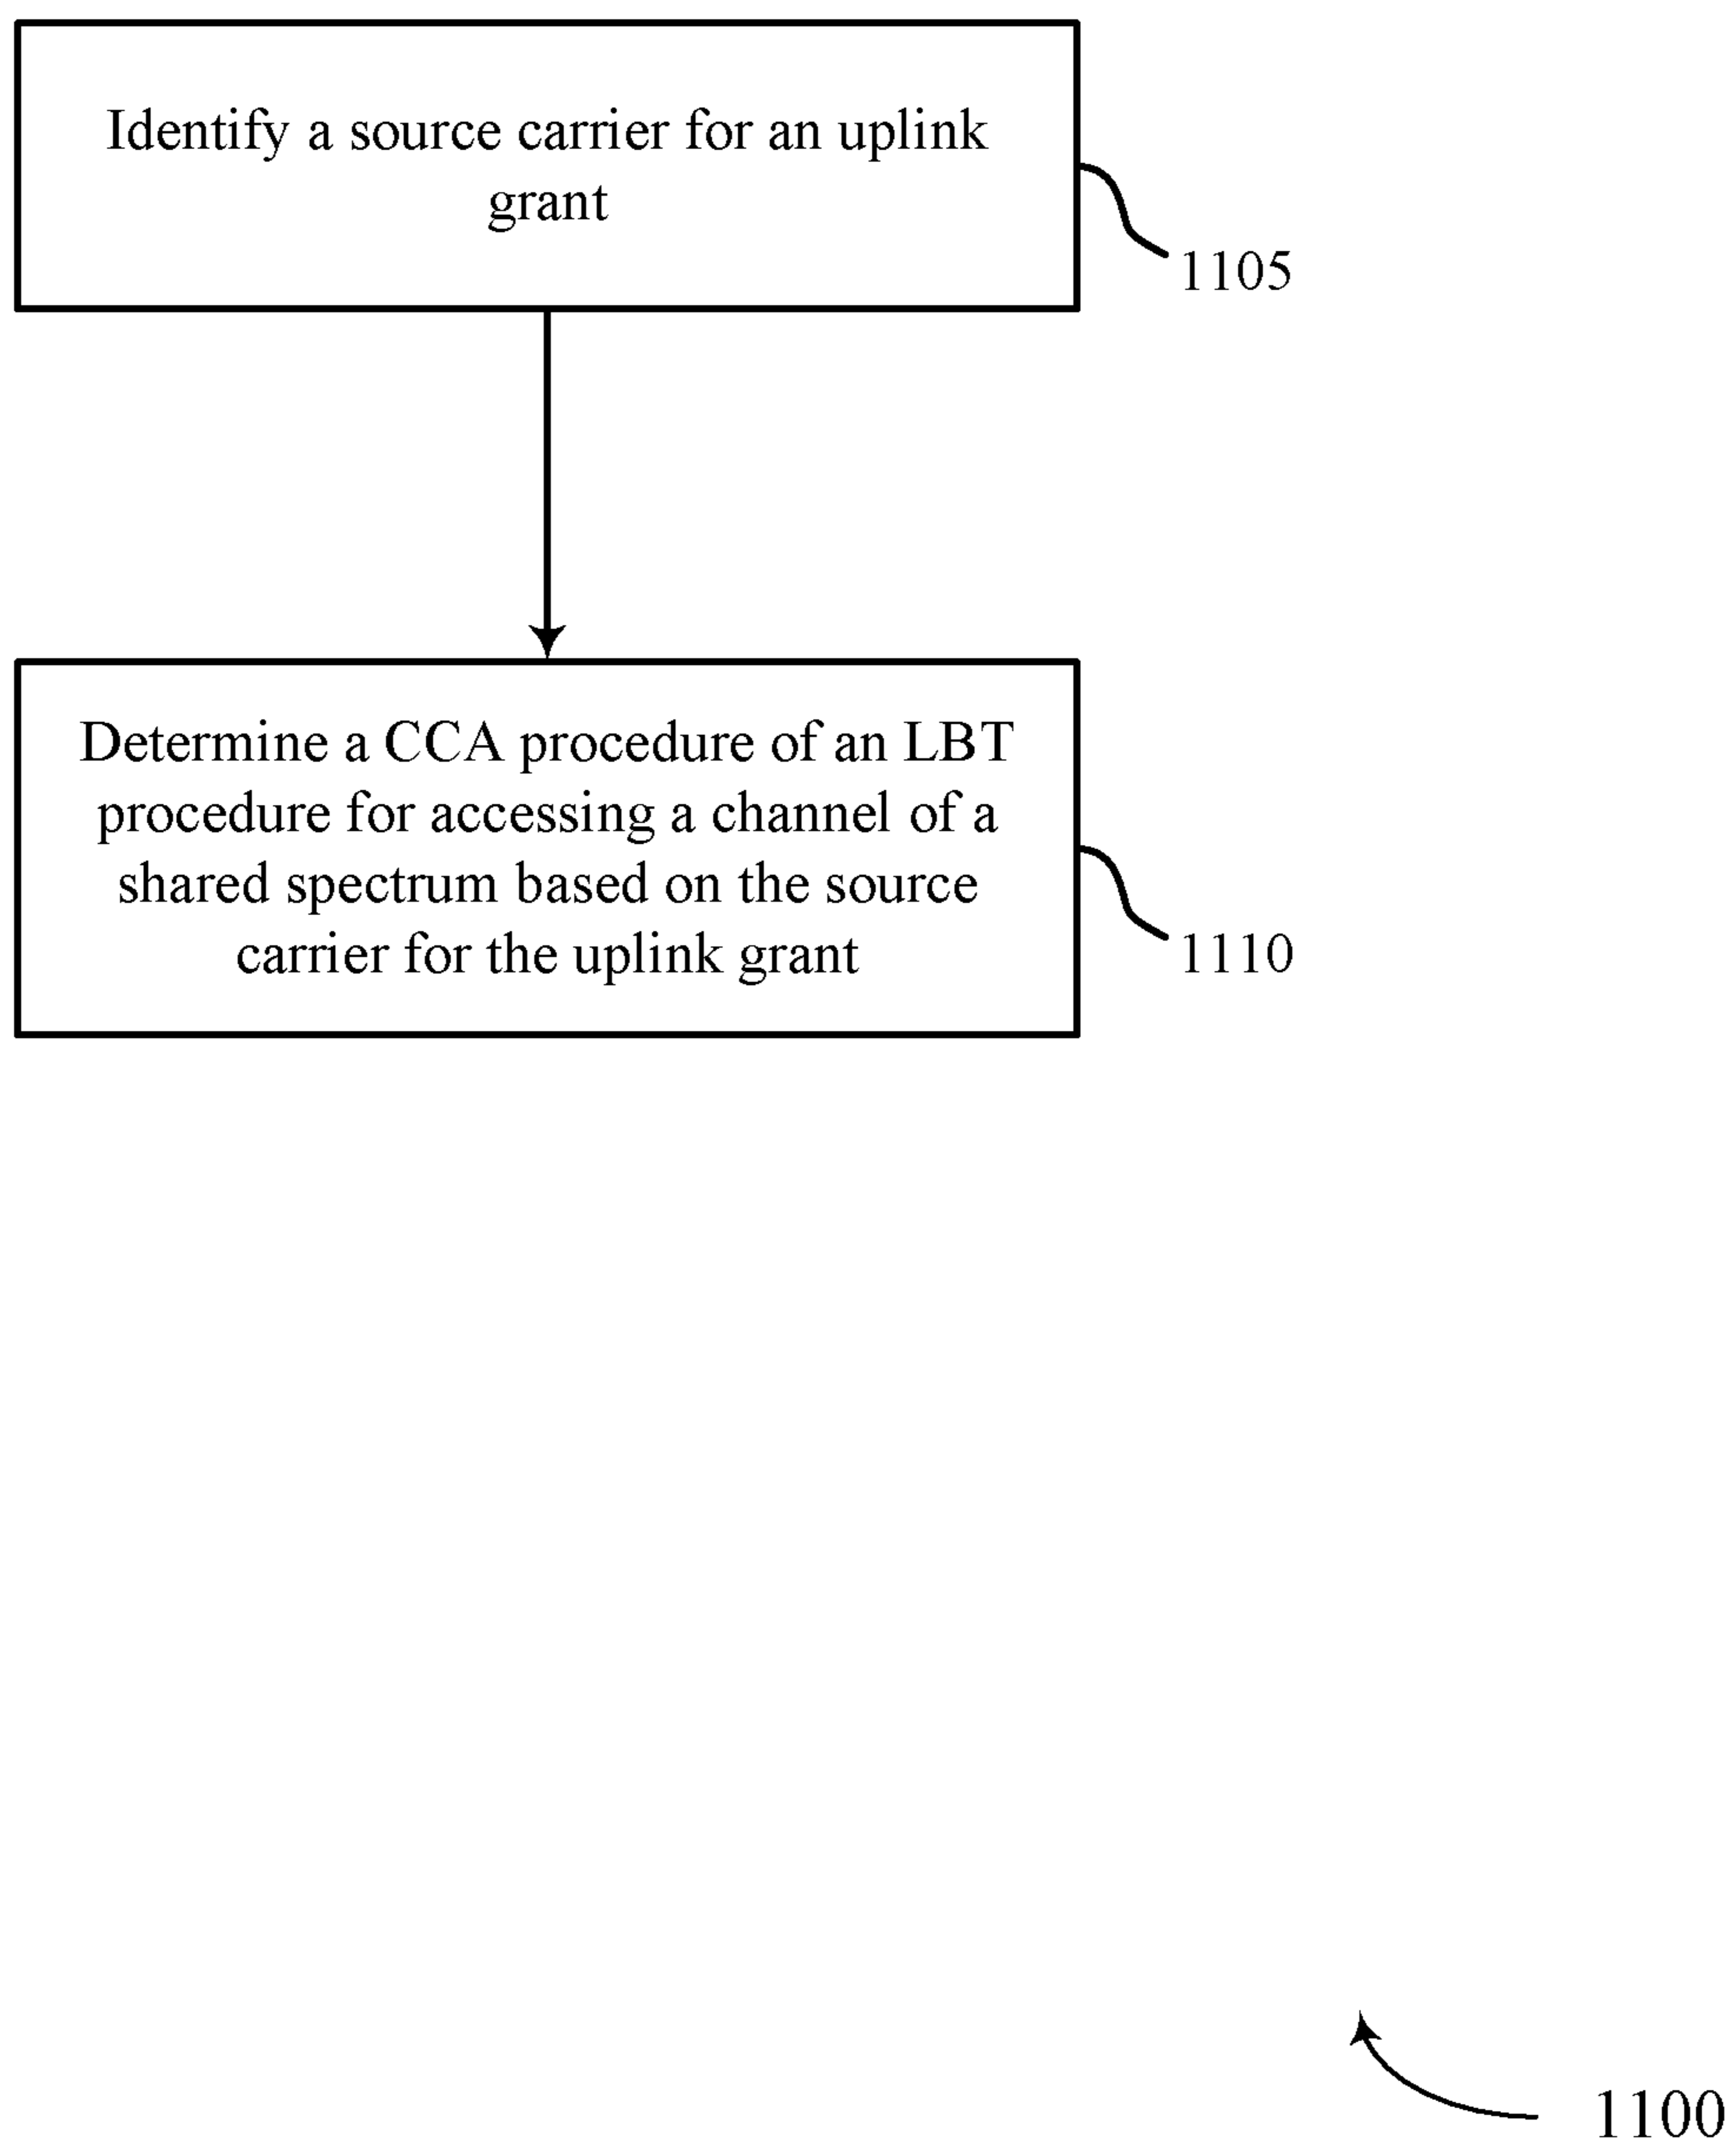 Identify a source carrier for an uplink
grant
1105
Determine a CCA procedure of an LBT
procedure for accessing a channel of a
shared spectrum based on the source
carrier for the uplink grant
1110
1100